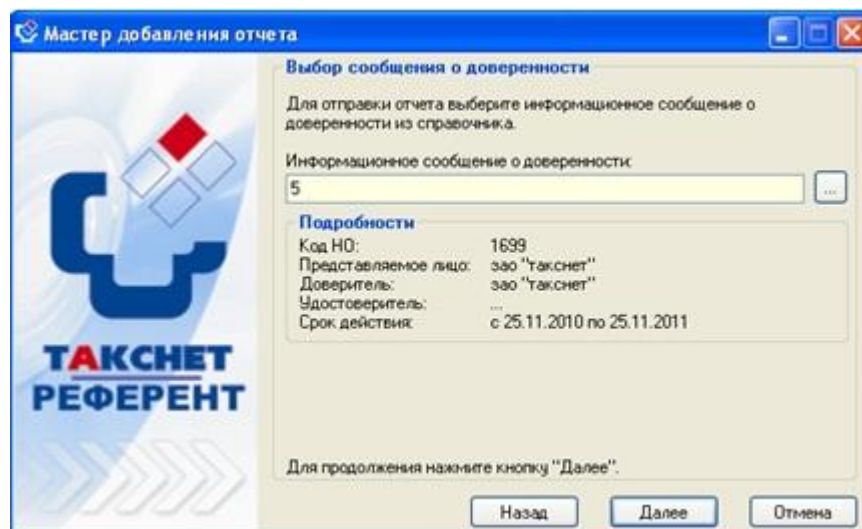 Мастер добавления отчета
Выбор сообщения о доверенности
Для отправки отчета выберите информационное сообщение о
доверенности из справочника.
Информационное сообщение о доверенности:
5
...
Подробности
Код НО: 1699
Представляемое лицо: зао "такснет"
Доверитель: зао "такснет"
Удостоверитель: ...
Срок действия: с 25.11.2010 по 25.11.2011
ТАКСНЕТ
РЕФЕРЕНТ
Для продолжения нажмите кнопку "Далее".
Назад Далее Отмена